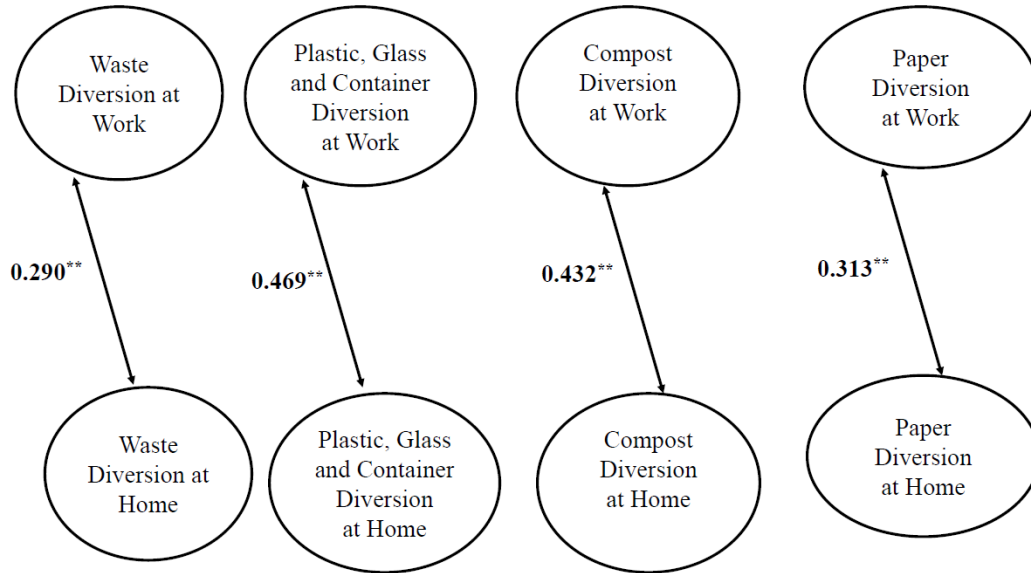 Waste
Diversion at
Work
Plastic, Glass
and Container
Diversion
at Work
Compost
Diversion
at Work
Paper
Diversion
at Work
0.290**
0.469**
0.432**
0.313**
Waste
Diversion at
Home
Plastic, Glass
and Container
Diversion
at Home
Compost
Diversion
at Home
Paper
Diversion
at Home